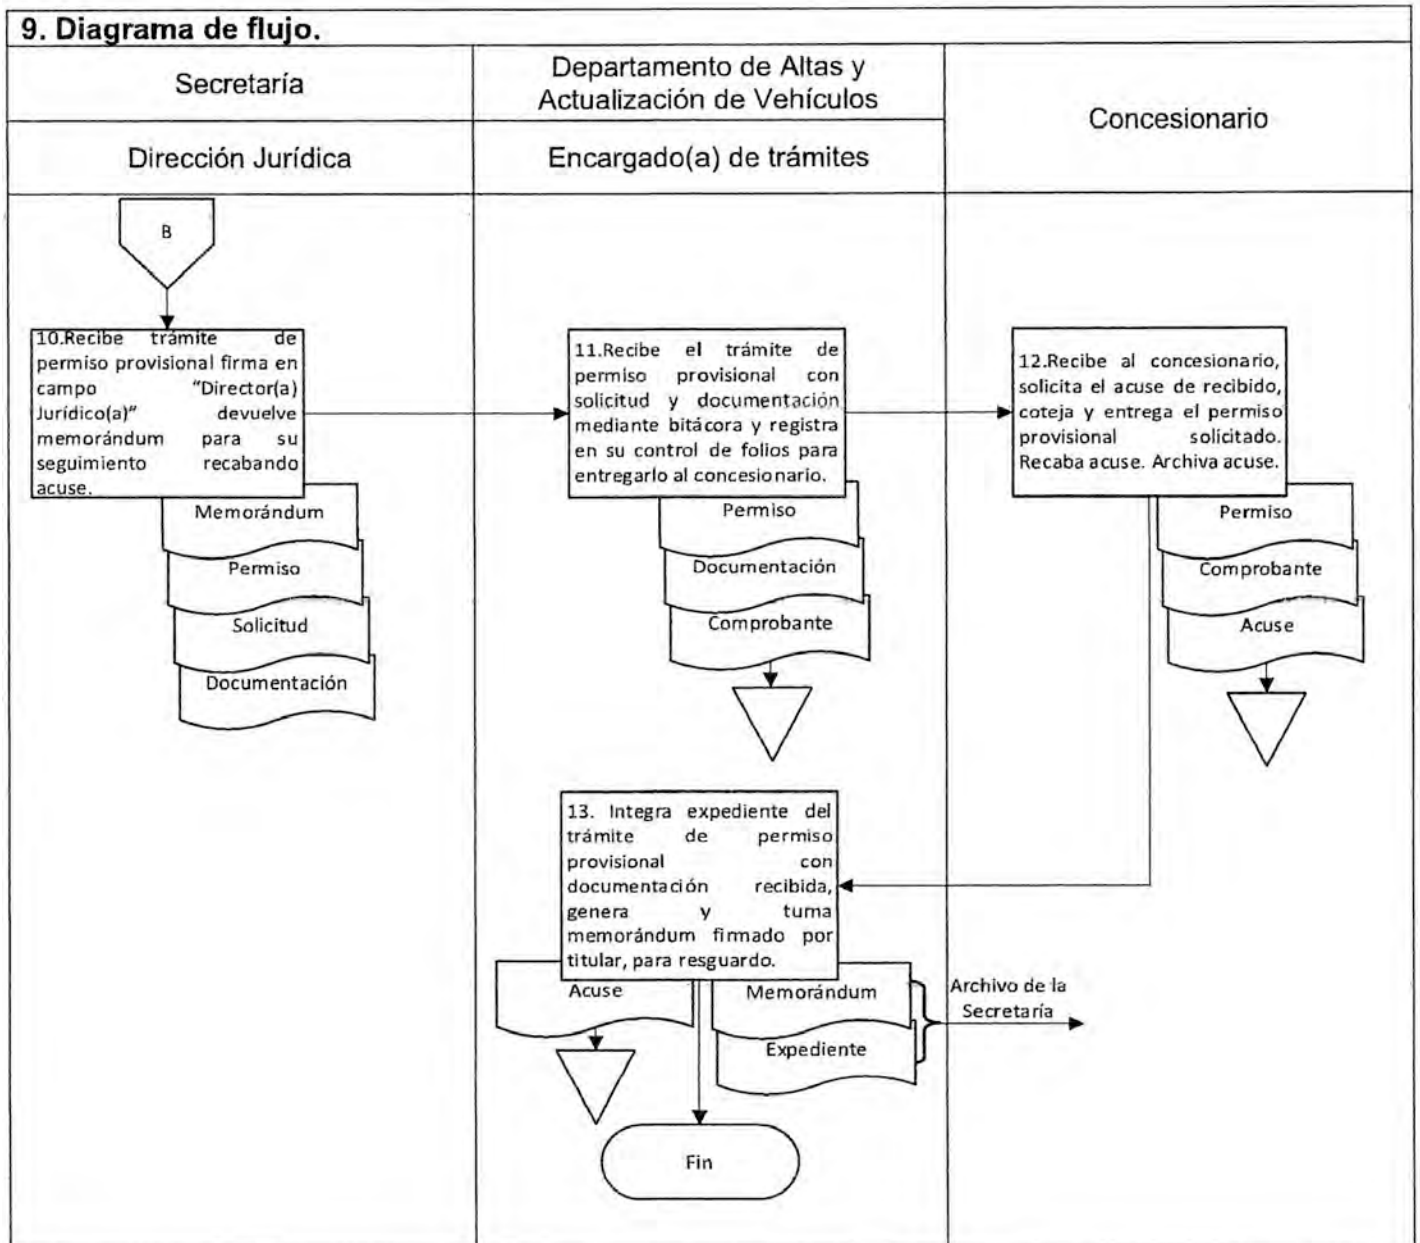 9. Diagrama de flujo.
Secretaría
Departamento de Altas y
Actualización de Vehículos
Concesionario
Dirección Jurídica
Encargado(a) de trámites
B
10.Recibe trámite de
permiso provisional firma en
campo "Director(a)
Jurídico(a)" devuelve
memorándum para su
seguimiento recabando
acuse.
Memorándum
Permiso
Solicitud
Documentación
11.Recibe el trámite de
permiso provisional con
solicitud y documentación
mediante bitácora y registra
en su control de folios para
entregarlo al concesionario.
Permiso
Documentación
Comprobante
12.Recibe al concesionario,
solicita el acuse de recibido,
coteja y entrega el permiso
provisional solicitado.
Recaba acuse. Archiva acuse.
Permiso
Comprobante
Acuse
13. Integra expediente del
trámite de permiso
provisional con
documentación recibida,
genera y turna
memorándum firmado por
titular, para resguardo.
Acuse
Memorándum
Expediente
Archivo de la
Secretaría
Fin